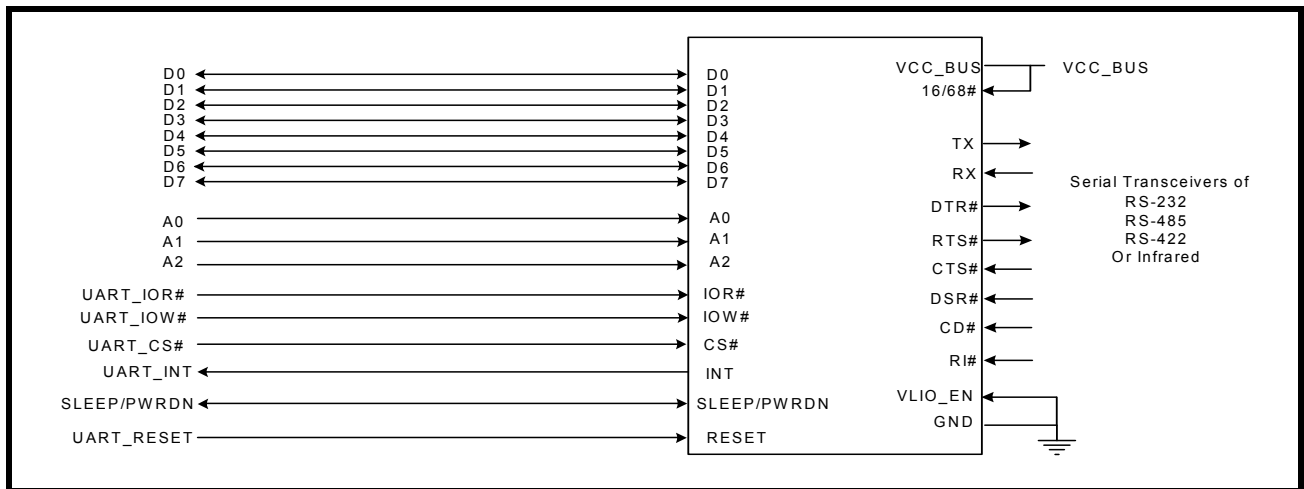 D0
D1
D2
D3
D4
D5
D6
D7
A0
A1
A2
UART_IOR#
UART_IOW#
UART_CS#
UART_INT
SLEEP/PWRDN
UART_RESET
D0
D1
D2
D3
D4
D5
D6
D7
A0
A1
A2
IOR#
IOW#
CS#
INT
SLEEP/PWRDN
RESET
VCC_BUS
16/68#
TX
RX
DTR#
RTS#
CTS#
DSR#
CD#
RI#
VLIO_EN
GND
VCC_BUS
Serial Transceivers of
RS-232
RS-485
RS-422
Or Infrared